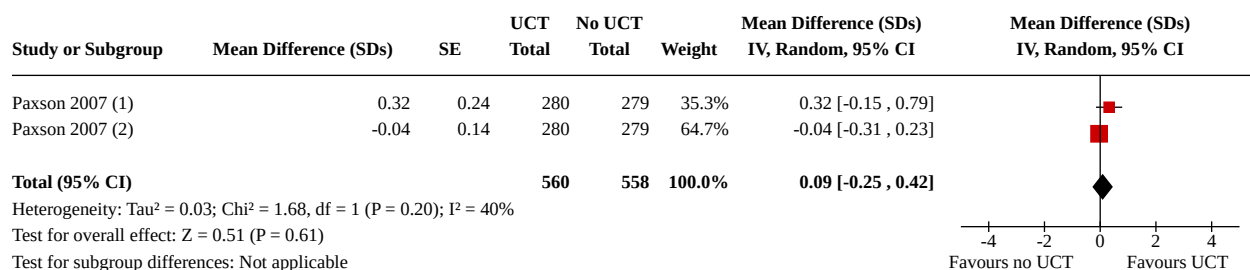 UCT No UCT Mean Difference (SDs) Mean Difference (SDs)
Study or Subgroup Mean Difference (SDs) SE Total Total Weight IV, Random, 95% CI IV, Random, 95% CI
Paxson 2007 (1) 0.32 0.24 280 279 35.3% 0.32 [-0.15 , 0.79]
Paxson 2007 (2) -0.04 0.14 280 279 64.7% -0.04 [-0.31 , 0.23]
Total (95% CI) 560 558 100.0% 0.09 [-0.25 , 0.42]
Heterogeneity: Tau² = 0.03; Chi² = 1.68, df = 1 (P = 0.20); I² = 40%
Test for overall effect: Z = 0.51 (P = 0.61)
-4 -2 0 2 4
Test for subgroup differences: Not applicable
Favours no UCT Favours UCT